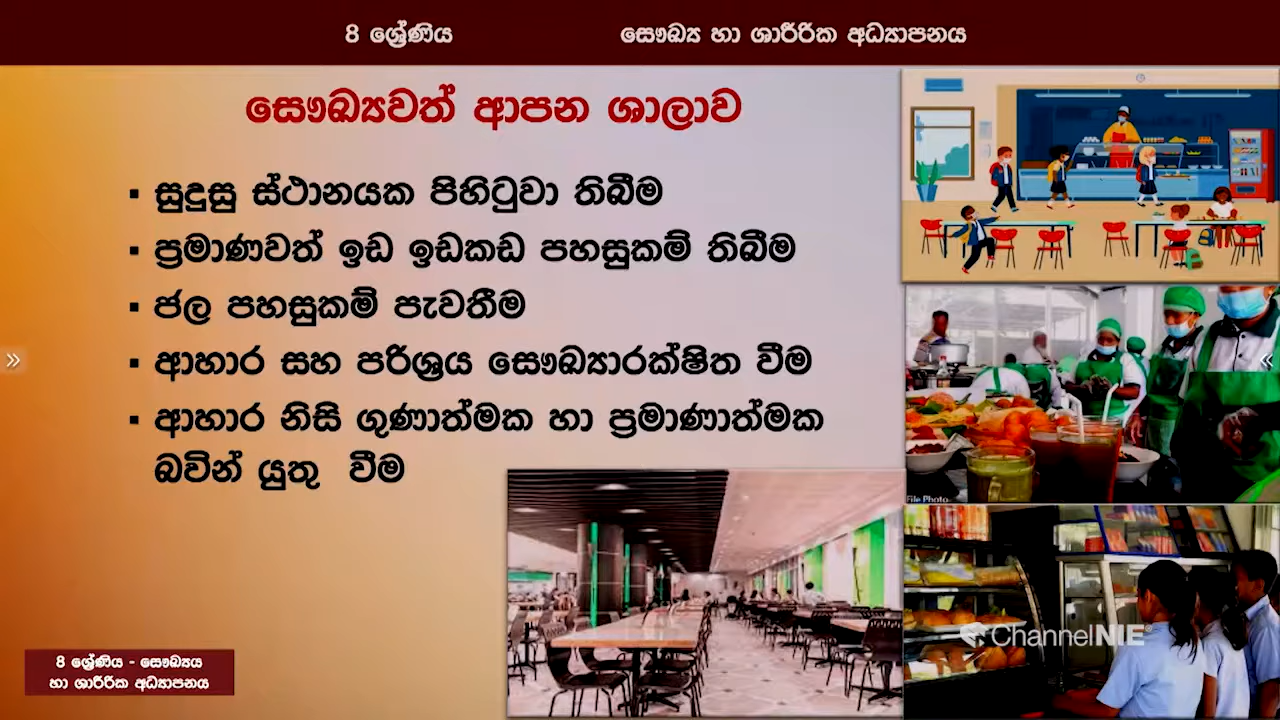 8 ශ්‍රේණිය
සෞඛ්‍ය හා ශාරීරික අධ්‍යාපනය
සෞඛ්‍යවත් ආපන ශාලාව
▪ සුදුසු ස්ථානයක පිහිටුවා තිබීම
▪ ප්‍රමාණවත් ඉඩ ඉඩකඩ පහසුකම් තිබීම
▪ ජල පහසුකම් පැවතීම
▪ ආහාර සහ පරිශ්‍රය සෞඛ්‍යාරක්ෂිත වීම
▪ ආහාර නිසි ගුණාත්මක හා ප්‍රමාණාත්මක
බවින් යුතු වීම
File Photo
ChannelNIE
8 ශ්‍රේණිය - සෞඛ්‍යය
හා ශාරීරික අධ්‍යාපනය